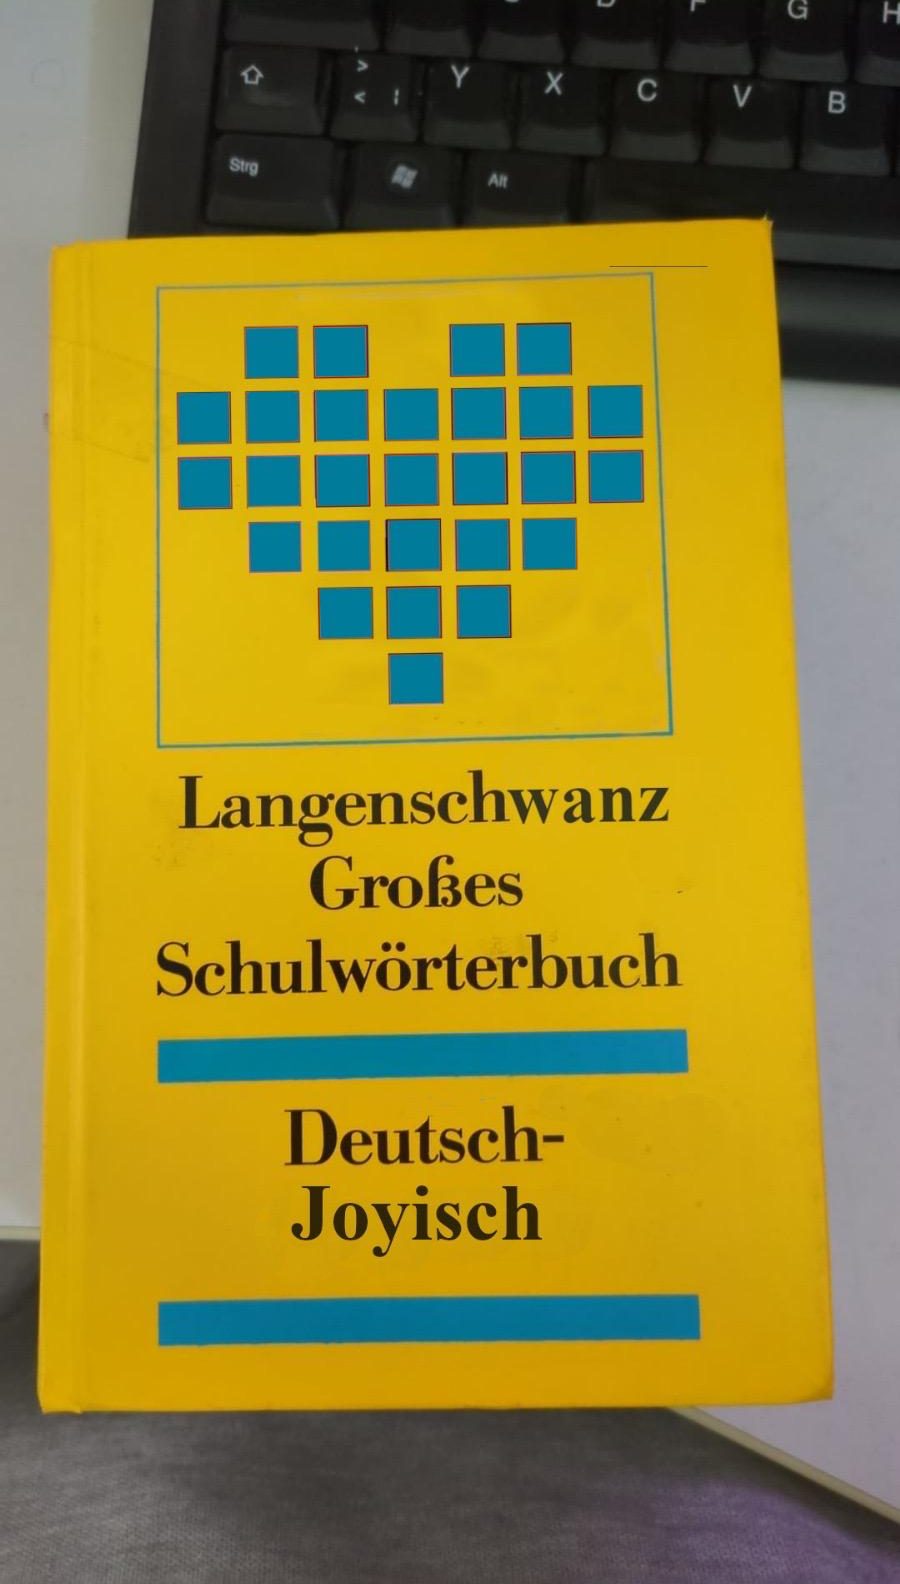 D F G H
> Y X C V B
< |
Strg Alt
Langenschwanz
Großes
Schulwörterbuch
Deutsch-
Joyisch